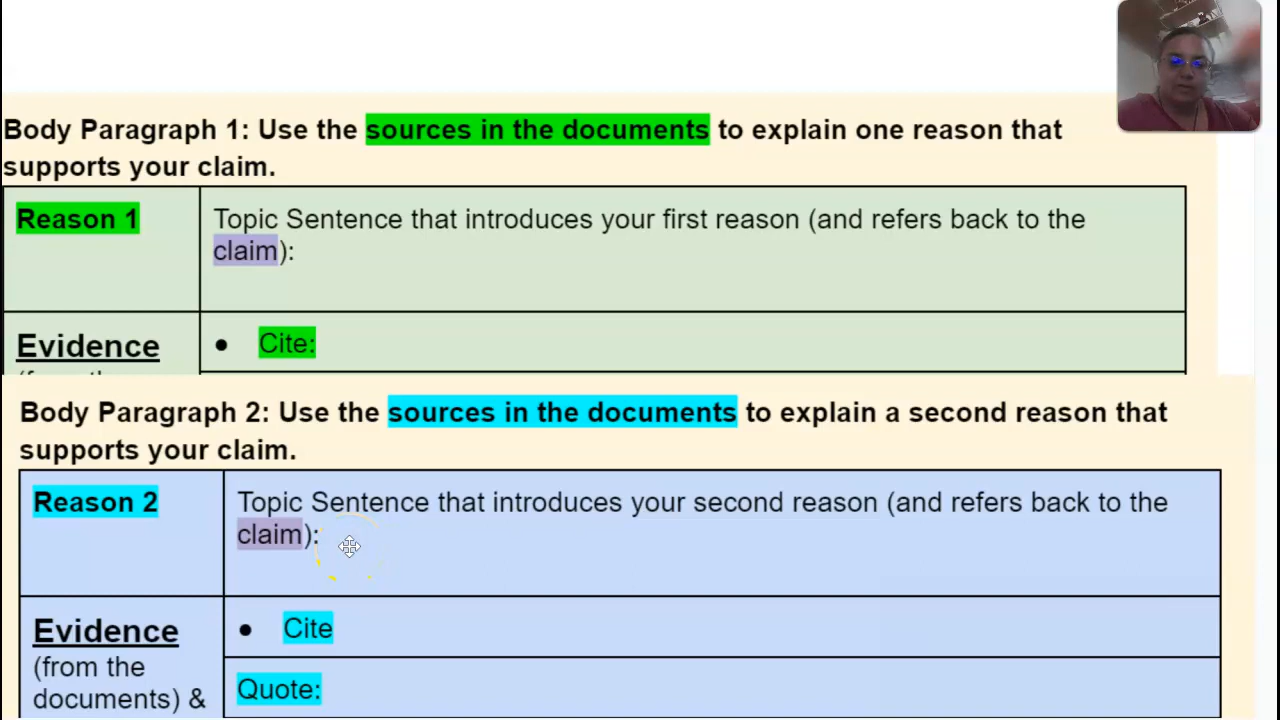 Body Paragraph 1: Use the sources in the documents to explain one reason that
supports your claim.
Reason 1
Topic Sentence that introduces your first reason (and refers back to the
claim):
Evidence
● Cite:
Body Paragraph 2: Use the sources in the documents to explain a second reason that
supports your claim.
Reason 2
Topic Sentence that introduces your second reason (and refers back to the
claim):
Evidence
(from the
documents) &
● Cite
Quote: